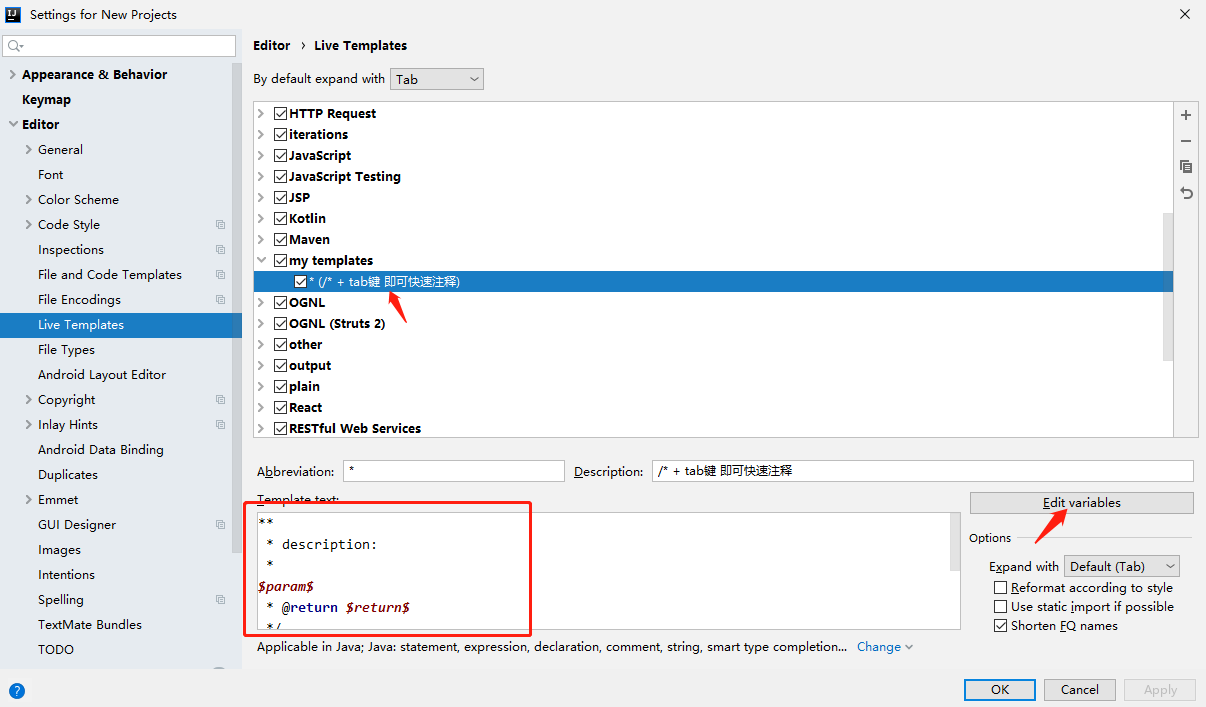 Settings for New Projects
Appearance & Behavior
Keymap
Editor
General
Font
Color Scheme
Code Style
Inspections
File and Code Templates
File Encodings
Live Templates
File Types
Android Layout Editor
Copyright
Inlay Hints
Android Data Binding
Duplicates
Emmet
GUI Designer
Images
Intentions
Spelling
TextMate Bundles
TODO
Editor › Live Templates
By default expand with Tab
HTTP Request
iterations
JavaScript
JavaScript Testing
JSP
Kotlin
Maven
my templates
* (/* + tab键 即可快速注释)
OGNL
OGNL (Struts 2)
other
output
plain
React
RESTful Web Services
Abbreviation: * Description: /* + tab键 即可快速注释
Template text:
**
* description:
*
$param$
* @return $return$
*/
Edit variables
Options
Expand with Default (Tab)
Reformat according to style
Use static import if possible
Shorten FQ names
Applicable in Java; Java: statement, expression, declaration, comment, string, smart type completion... Change
? OK Cancel Apply